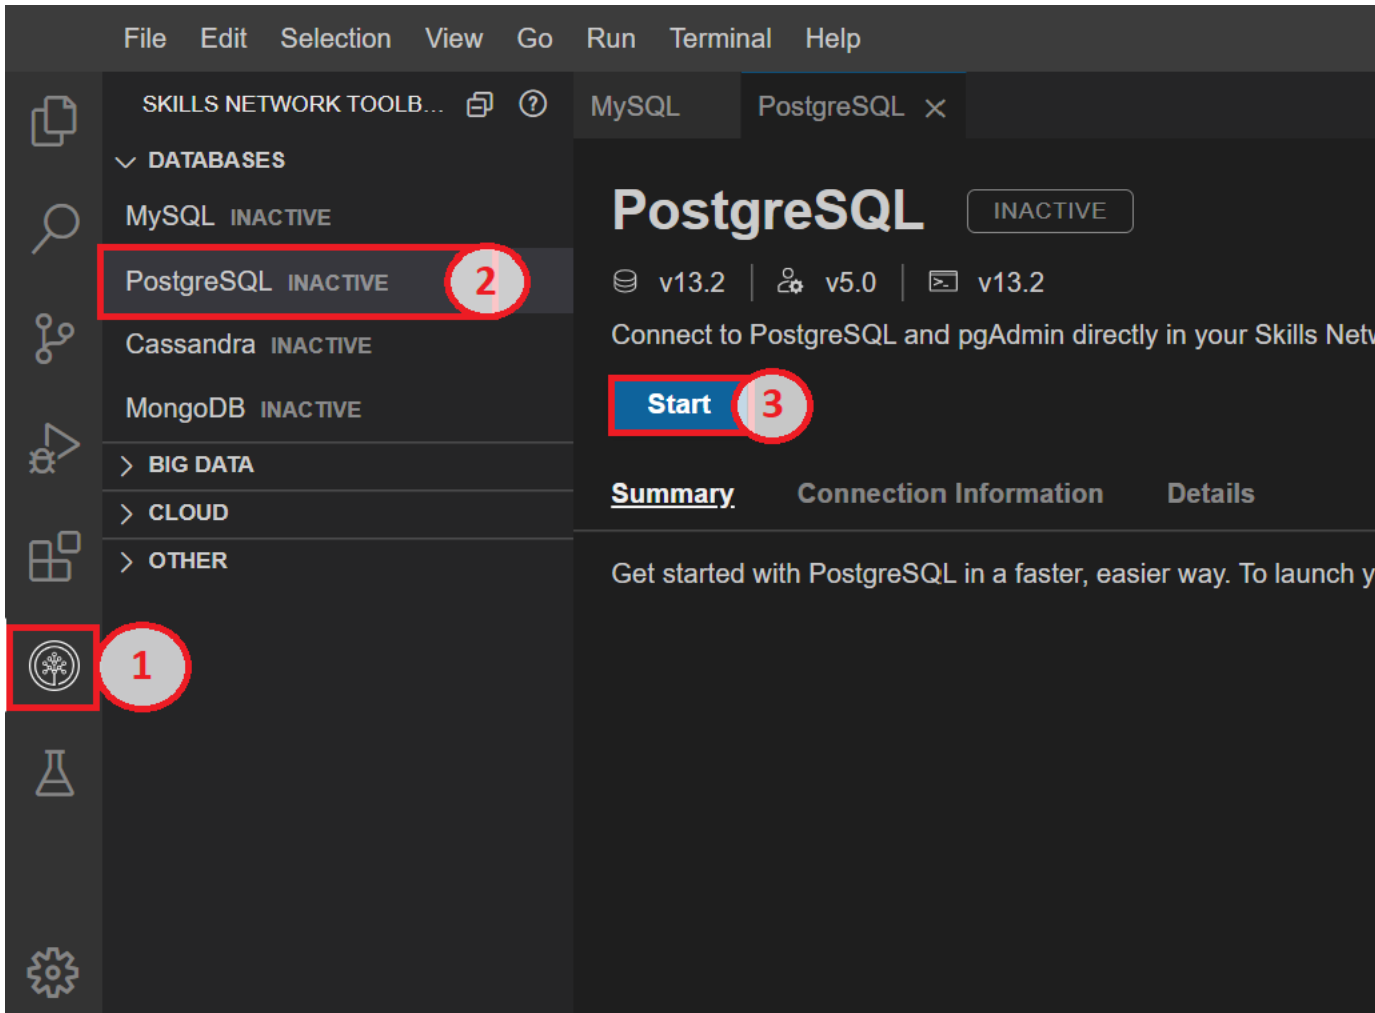 File Edit Selection View Go Run Terminal Help
SKILLS NETWORK TOOLB...
DATABASES
MySQL INACTIVE
PostgreSQL INACTIVE 2
Cassandra INACTIVE
MongoDB INACTIVE
BIG DATA
CLOUD
OTHER
1
MySQL PostgreSQL
PostgreSQL INACTIVE
v13.2 v5.0 v13.2
Connect to PostgreSQL and pgAdmin directly in your Skills
Start 3
Summary Connection Information Details
Get started with PostgreSQL in a faster, easier way. To launch